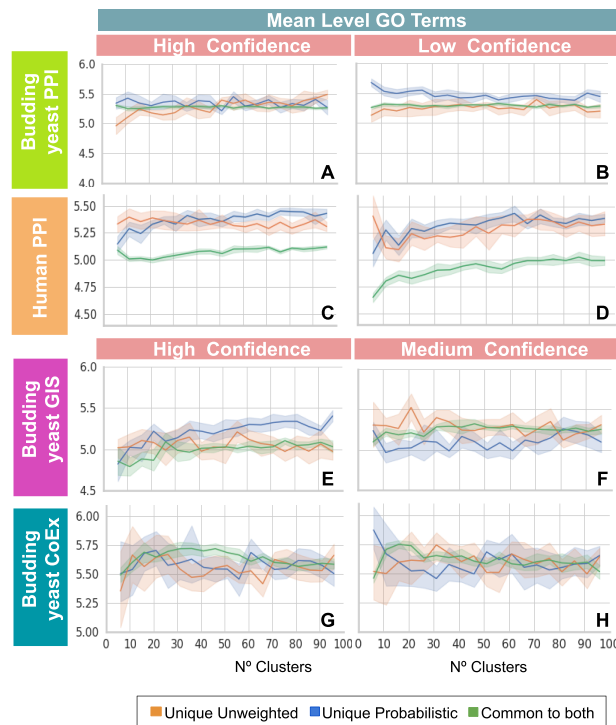 Mean Level GO Terms
High Confidence
Low Confidence
Budding
yeast PPI
6.0
5.5
5.0
4.5
4.0
A
B
Human PPI
5.50
5.25
5.00
4.75
4.50
C
D
High Confidence
Medium Confidence
Budding
yeast GIS
6.0
5.5
5.0
4.5
E
F
Budding
yeast CoEx
6.00
5.75
5.50
5.25
5.00
G
H
0 10 20 30 40 50 60 70 80 90 100
0 10 20 30 40 50 60 70 80 90 100
Nº Clusters
Nº Clusters
Unique Unweighted
Unique Probabilistic
Common to both